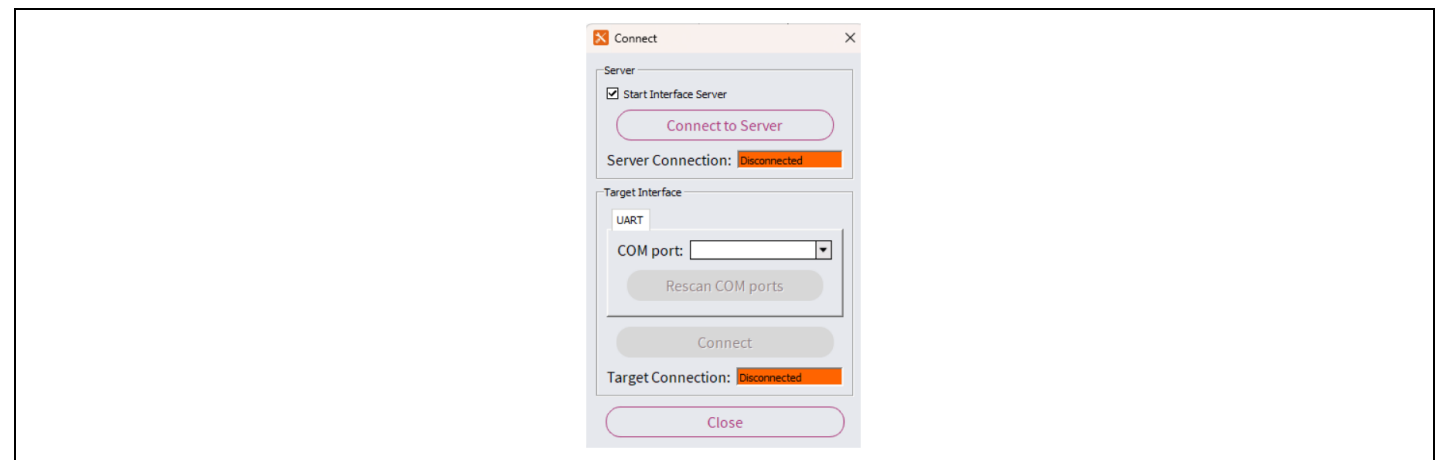 Connect
Server
Start Interface Server
Connect to Server
Server Connection: Disconnected
Target Interface
UART
COM port:
Rescan COM ports
Connect
Target Connection: Disconnected
Close